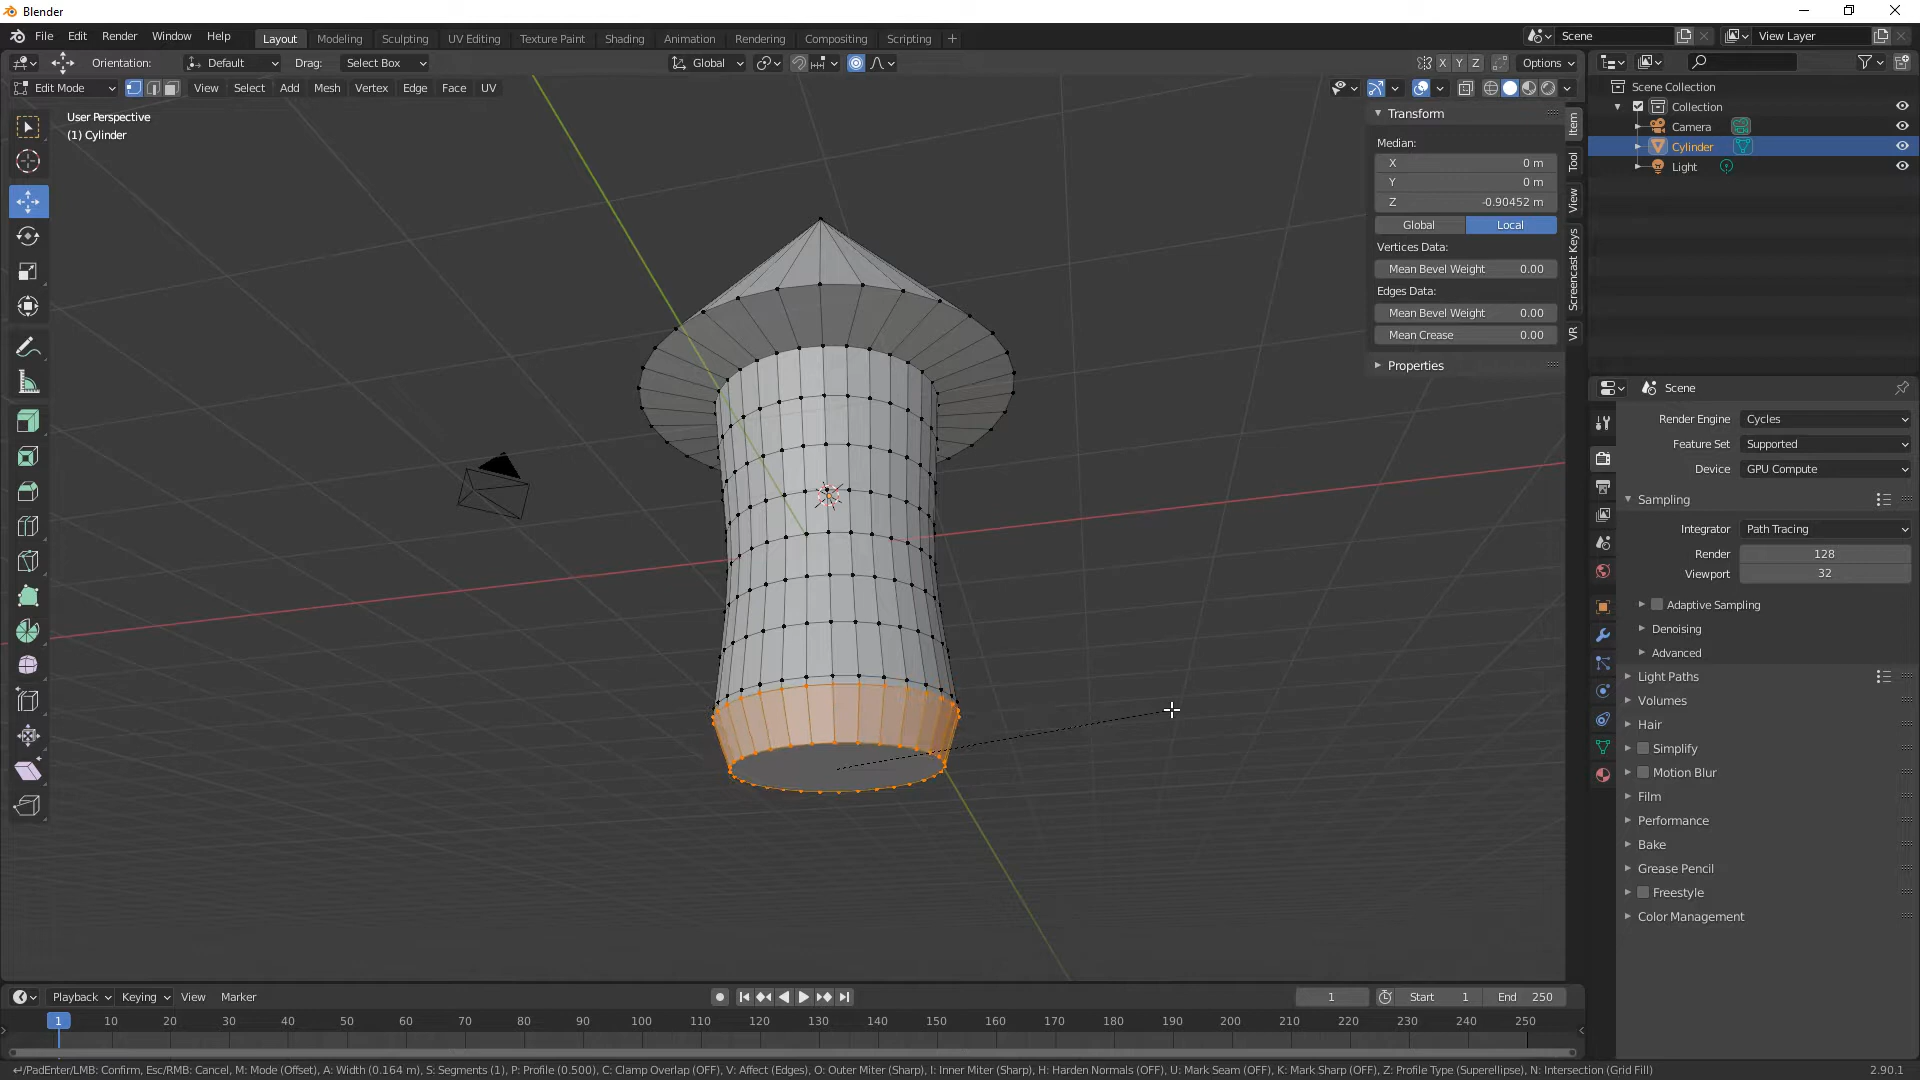 Blender
File Edit Render Window Help Layout Modeling Sculpting UV Editing Texture Paint Shading Animation Rendering Compositing Scripting + Scene View Layer
Orientation: Default Drag: Select Box Global X Y Z Options
Edit Mode View Select Add Mesh Vertex Edge Face UV
User Perspective
(1) Cylinder
Transform
Median:
X 0 m
Y 0 m
Z -0.90452 m
Global Local
Vertices Data:
Mean Bevel Weight 0.00
Edges Data:
Mean Bevel Weight 0.00
Mean Crease 0.00
Properties
Item
Tool
View
Screencast Keys
VR
Scene Collection
Collection
Camera
Cylinder
Light
Scene
Render Engine Cycles
Feature Set Supported
Device GPU Compute
Sampling
Integrator Path Tracing
Render 128
Viewport 32
Adaptive Sampling
Denoising
Advanced
Light Paths
Volumes
Hair
Simplify
Motion Blur
Film
Performance
Bake
Grease Pencil
Freestyle
Color Management
Playback Keying View Marker 1 Start 1 End 250
1 10 20 30 40 50 60 70 80 90 100 110 120 130 140 150 160 170 180 190 200 210 220 230 240 250
↵/PadEnter/LMB: Confirm, Esc/RMB: Cancel, M: Mode (Offset), A: Width (0.164 m), S: Segments (1), P: Profile (0.500), C: Clamp Overlap (OFF), V: Affect (Edges), O: Outer Miter (Sharp), I: Inner Miter (Sharp), H: Harden Normals (OFF), U: Mark Seam (OFF), K: Mark Sharp (OFF), Z: Profile Type (Superellipse), N: Intersection (Grid Fill) 2.90.1